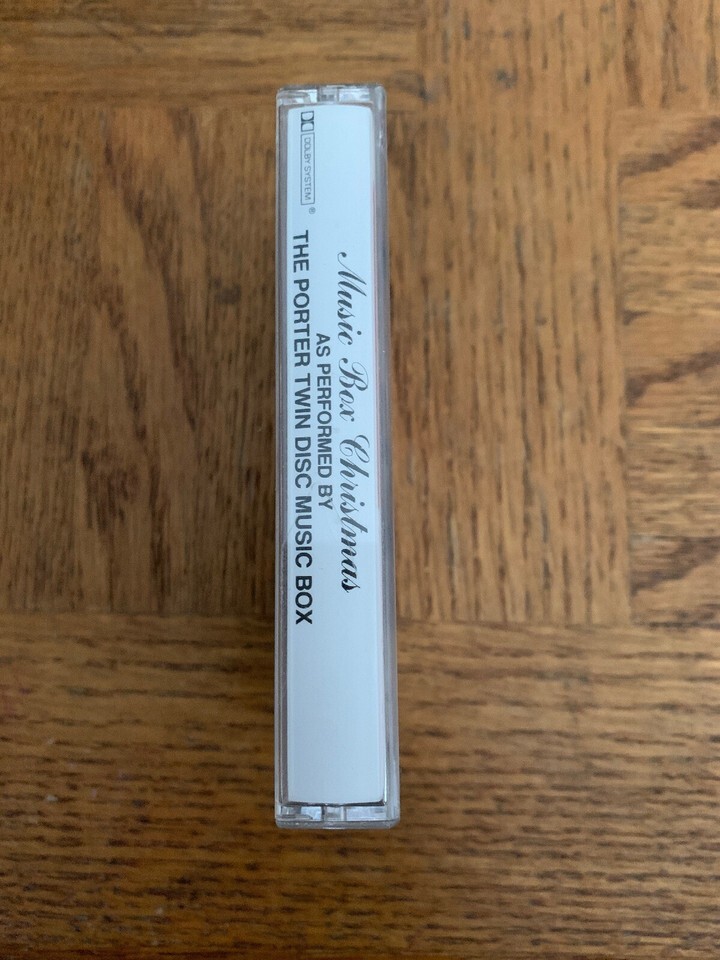 Music Box Christmas
AS PERFORMED BY
THE PORTER TWIN DISC MUSIC BOX
DOLBY SYSTEM ®